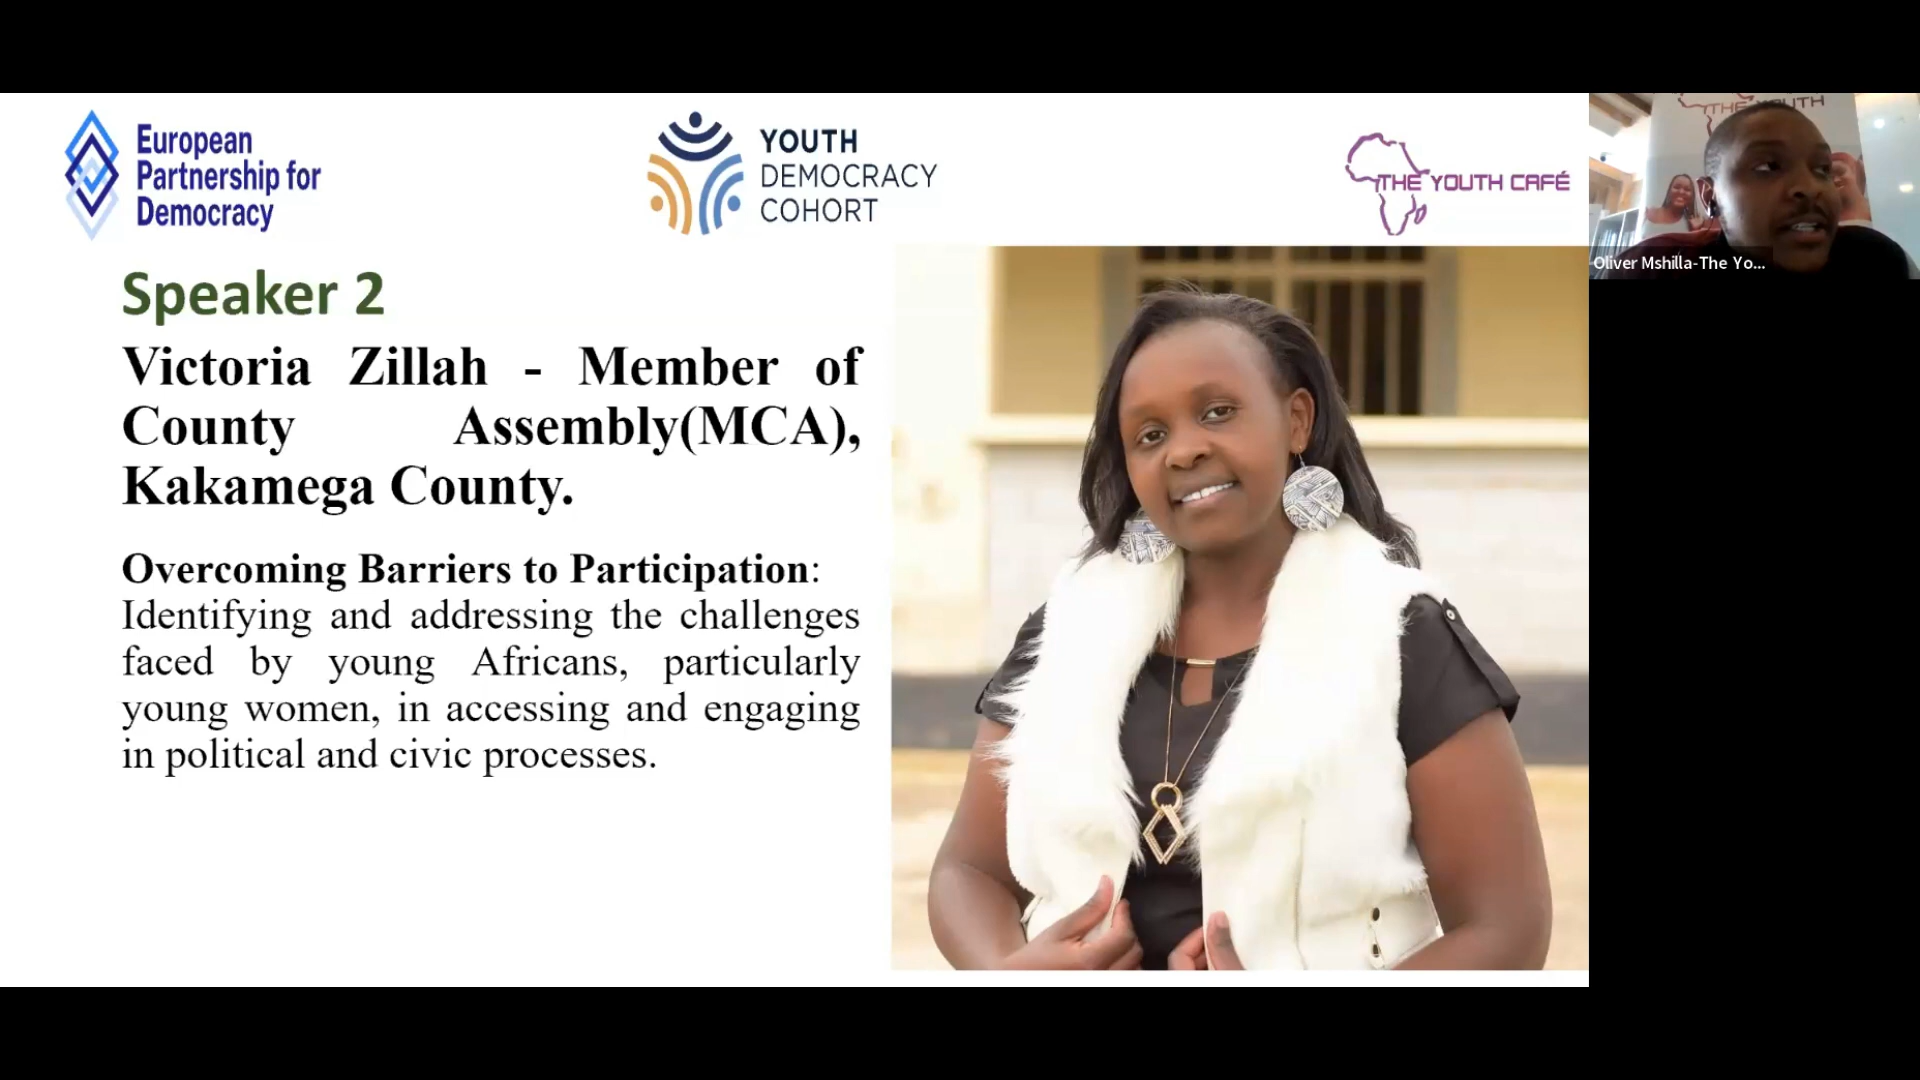 European
Partnership for
Democracy
YOUTH
DEMOCRACY
COHORT
THE YOUTH CAFÉ
THE YOUTH
Oliver Mshilla-The Yo...
Speaker 2
Victoria Zillah - Member of
County Assembly(MCA),
Kakamega County.
Overcoming Barriers to Participation:
Identifying and addressing the challenges
faced by young Africans, particularly
young women, in accessing and engaging
in political and civic processes.